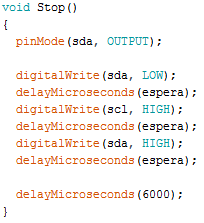 void Stop()
{
pinMode(sda, OUTPUT);
digitalWrite(sda, LOW);
delayMicroseconds(espera);
digitalWrite(scl, HIGH);
delayMicroseconds(espera);
digitalWrite(sda, HIGH);
delayMicroseconds(espera);
delayMicroseconds(6000);
}